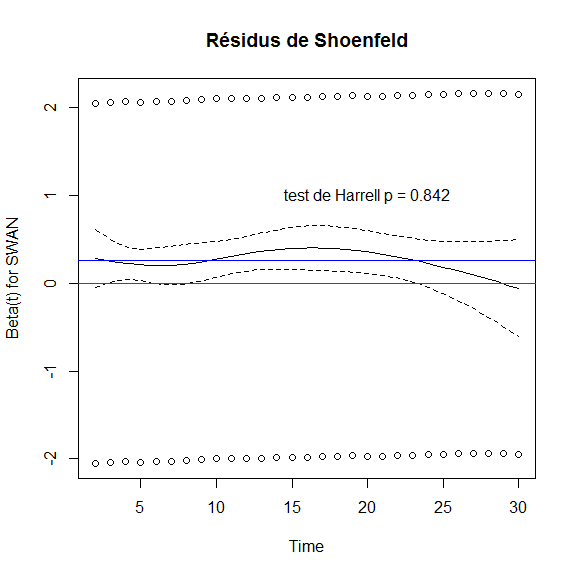 Résidus de Shoenfeld
test de Harrell p = 0.842
Beta(t) for SWAN
2
1
0
-1
-2
5 10 15 20 25 30
Time